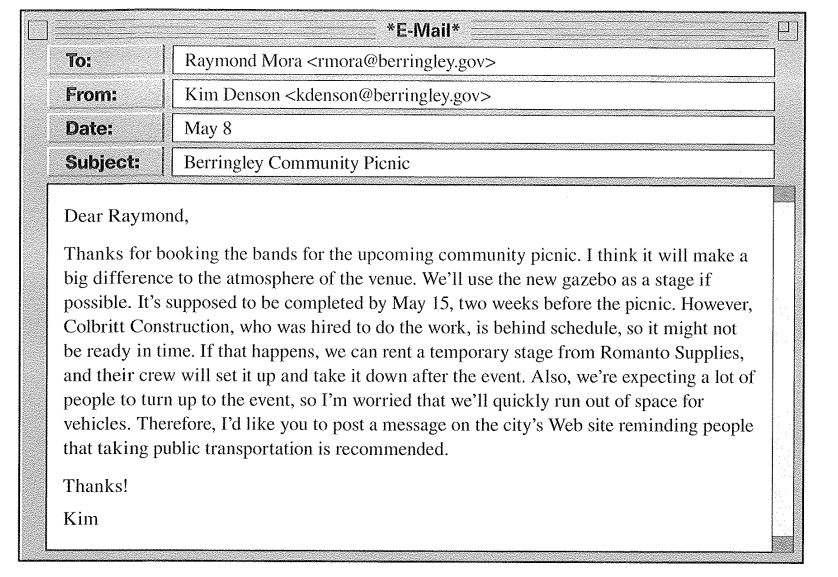 *E-Mail*
To: Raymond Mora <rmora@berringley.gov>
From: Kim Denson <kdenson@berringley.gov>
Date: May 8
Subject: Berringley Community Picnic
Dear Raymond,
Thanks for booking the bands for the upcoming community picnic. I think it will make a
big difference to the atmosphere of the venue. We'll use the new gazebo as a stage if
possible. It's supposed to be completed by May 15, two weeks before the picnic. However,
Colbritt Construction, who was hired to do the work, is behind schedule, so it might not
be ready in time. If that happens, we can rent a temporary stage from Romanto Supplies,
and their crew will set it up and take it down after the event. Also, we're expecting a lot of
people to turn up to the event, so I'm worried that we'll quickly run out of space for
vehicles. Therefore, I'd like you to post a message on the city's Web site reminding people
that taking public transportation is recommended.
Thanks!
Kim